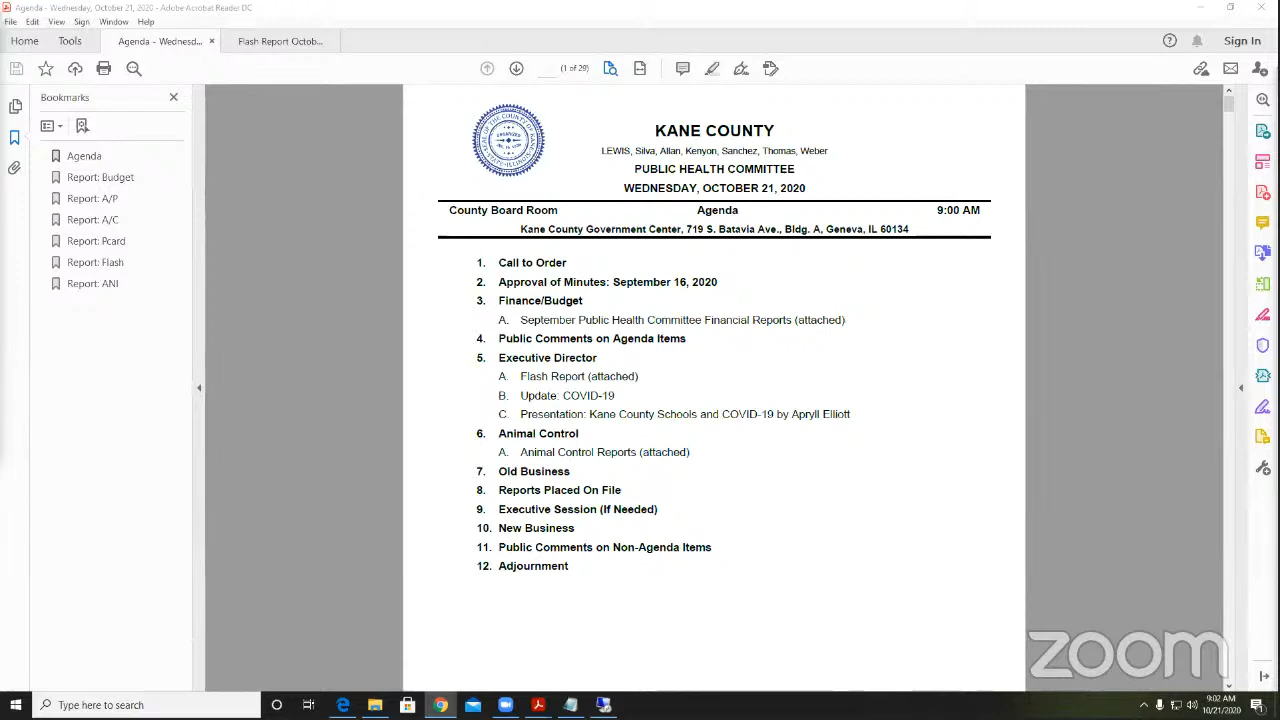 Agenda - Wednesday, October 21, 2020 - Adobe Acrobat Reader DC
File Edit View Sign Window Help
Home Tools Agenda - Wednesd... × Flash Report Octob... Sign In
(1 of 29)
Bookmarks
Agenda
Report: Budget
Report: A/P
Report: A/C
Report: Pcard
Report: Flash
Report: ANI
KANE COUNTY
LEWIS, Silva, Allan, Kenyon, Sanchez, Thomas, Weber
PUBLIC HEALTH COMMITTEE
WEDNESDAY, OCTOBER 21, 2020
County Board Room Agenda 9:00 AM
Kane County Government Center, 719 S. Batavia Ave., Bldg. A, Geneva, IL 60134
1. Call to Order
2. Approval of Minutes: September 16, 2020
3. Finance/Budget
A. September Public Health Committee Financial Reports (attached)
4. Public Comments on Agenda Items
5. Executive Director
A. Flash Report (attached)
B. Update: COVID-19
C. Presentation: Kane County Schools and COVID-19 by Apryll Elliott
6. Animal Control
A. Animal Control Reports (attached)
7. Old Business
8. Reports Placed On File
9. Executive Session (If Needed)
10. New Business
11. Public Comments on Non-Agenda Items
12. Adjournment
zoom
Type here to search
9:02 AM
10/21/2020